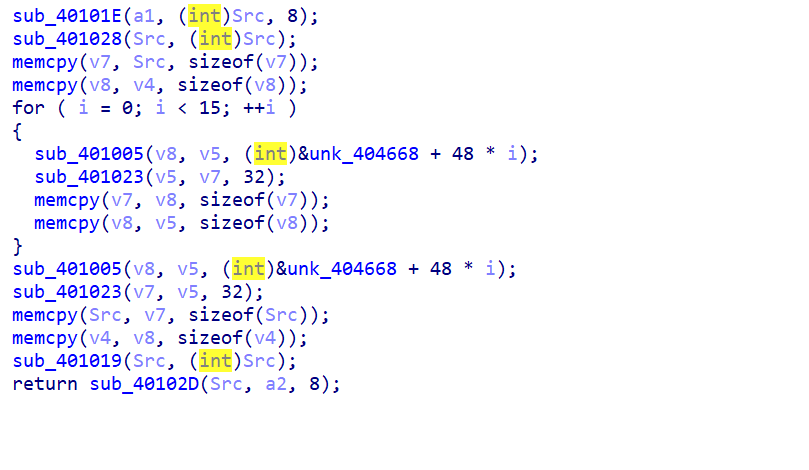 sub_40101E(a1, (int)Src, 8);
sub_401028(Src, (int)Src);
memcpy(v7, Src, sizeof(v7));
memcpy(v8, v4, sizeof(v8));
for ( i = 0; i < 15; ++i )
{
  sub_401005(v8, v5, (int)&unk_404668 + 48 * i);
  sub_401023(v5, v7, 32);
  memcpy(v7, v8, sizeof(v7));
  memcpy(v8, v5, sizeof(v8));
}
sub_401005(v8, v5, (int)&unk_404668 + 48 * i);
sub_401023(v7, v5, 32);
memcpy(Src, v7, sizeof(Src));
memcpy(v4, v8, sizeof(v4));
sub_401019(Src, (int)Src);
return sub_40102D(Src, a2, 8);